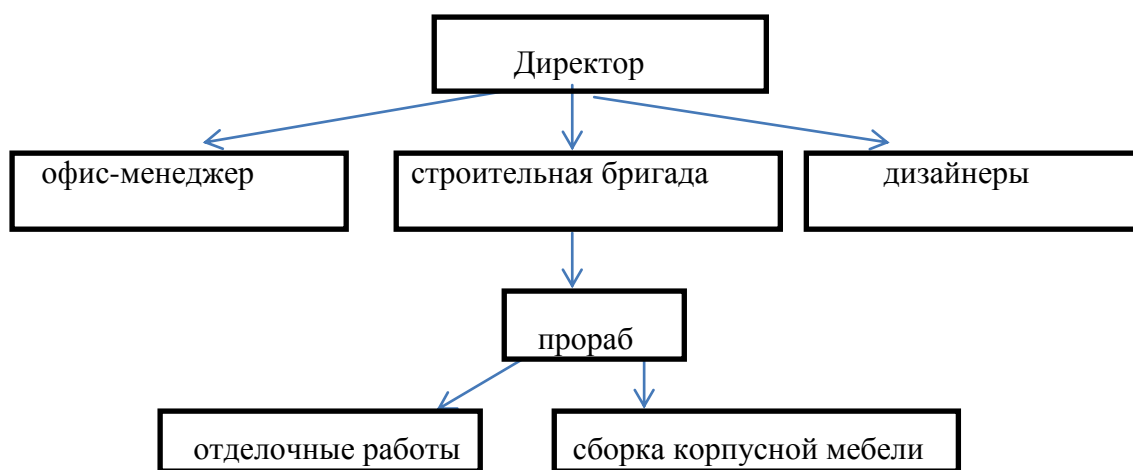 Директор
офис-менеджер
строительная бригада
дизайнеры
прораб
отделочные работы
сборка корпусной мебели